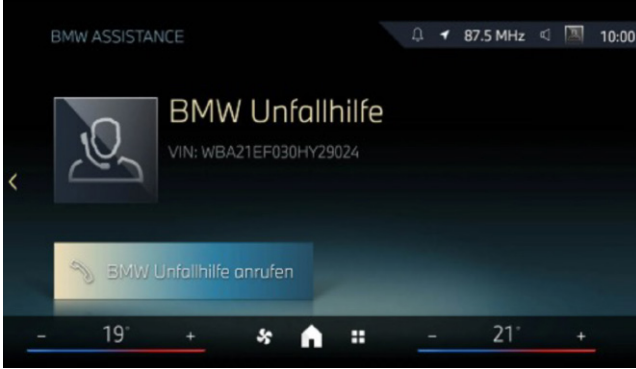 BMW ASSISTANCE
87.5 MHz 10:00
BMW Unfallhilfe
VIN: WBA21EF030HY29024
BMW Unfallhilfe anrufen
- 19° + - 21° +